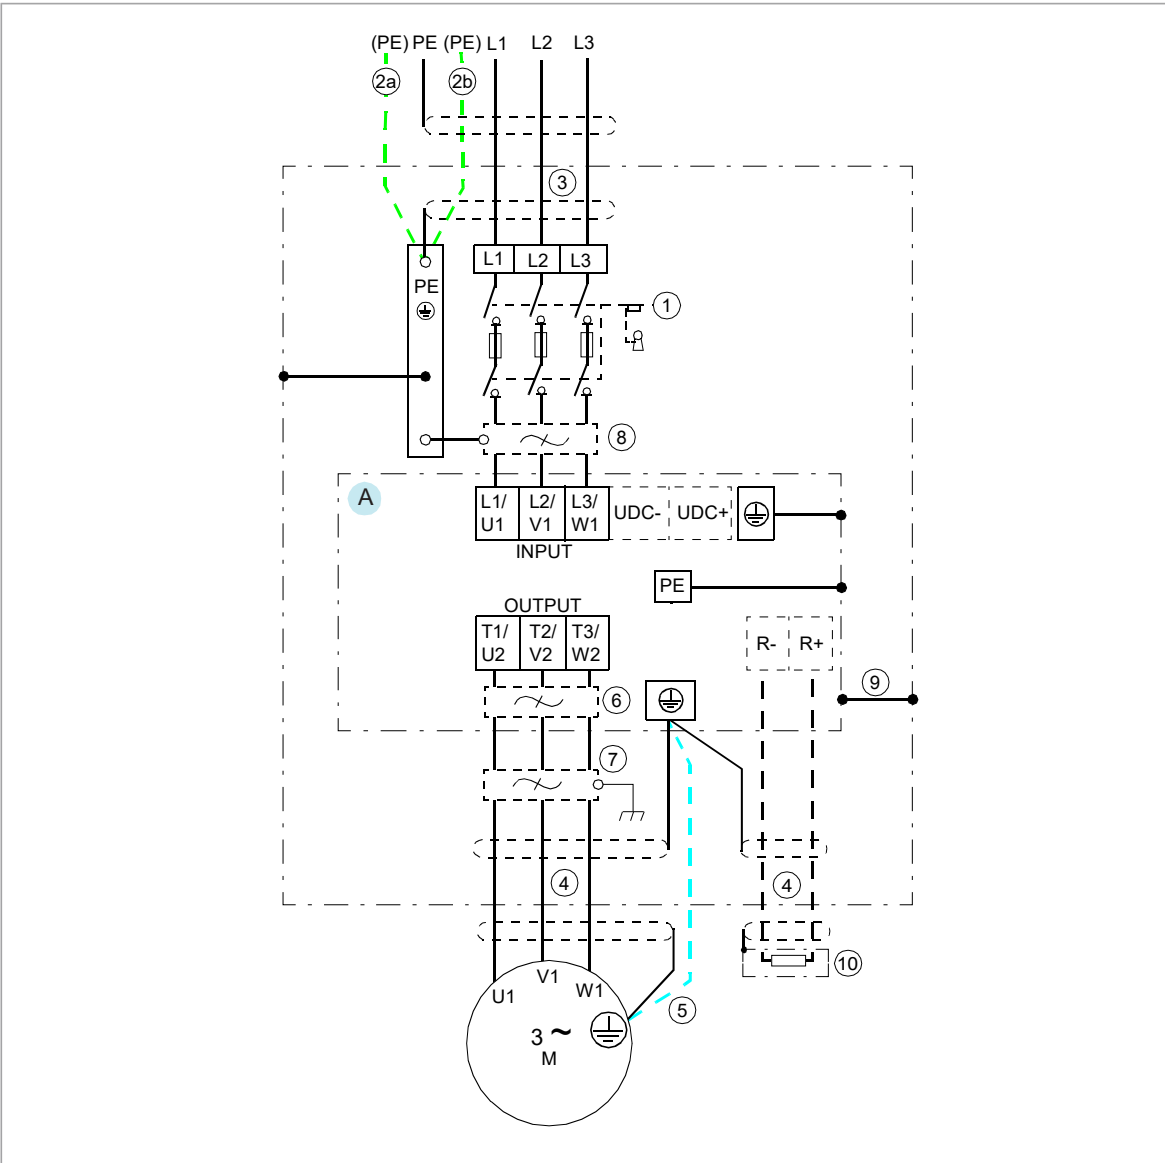 (PE) PE (PE) L1 L2 L3
2a 2b
3
L1 L2 L3
PE
1
8
A
L1/ L2/ L3/
U1 V1 W1
UDC- UDC+
INPUT
PE
OUTPUT
T1/ T2/ T3/
U2 V2 W2
R- R+
9
6
7
4 4
10
U1 V1 W1
5
3 ~
M